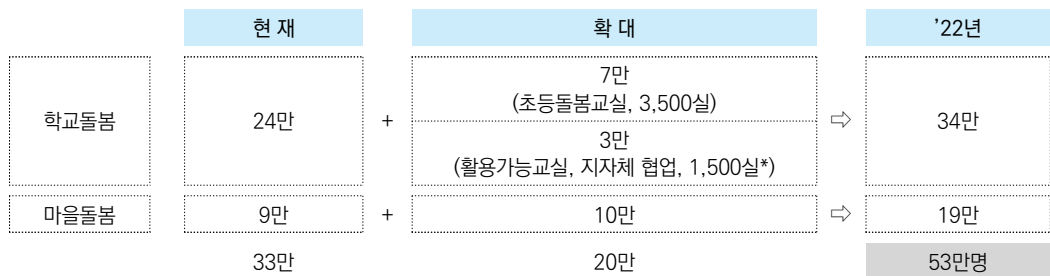 현 재 확 대 '22년
학교돌봄 24만 + 7만 ⇨ 34만
(초등돌봄교실, 3,500실)
3만
(활용가능교실, 지자체 협업, 1,500실*)
마을돌봄 9만 + 10만 ⇨ 19만
33만 20만 53만명